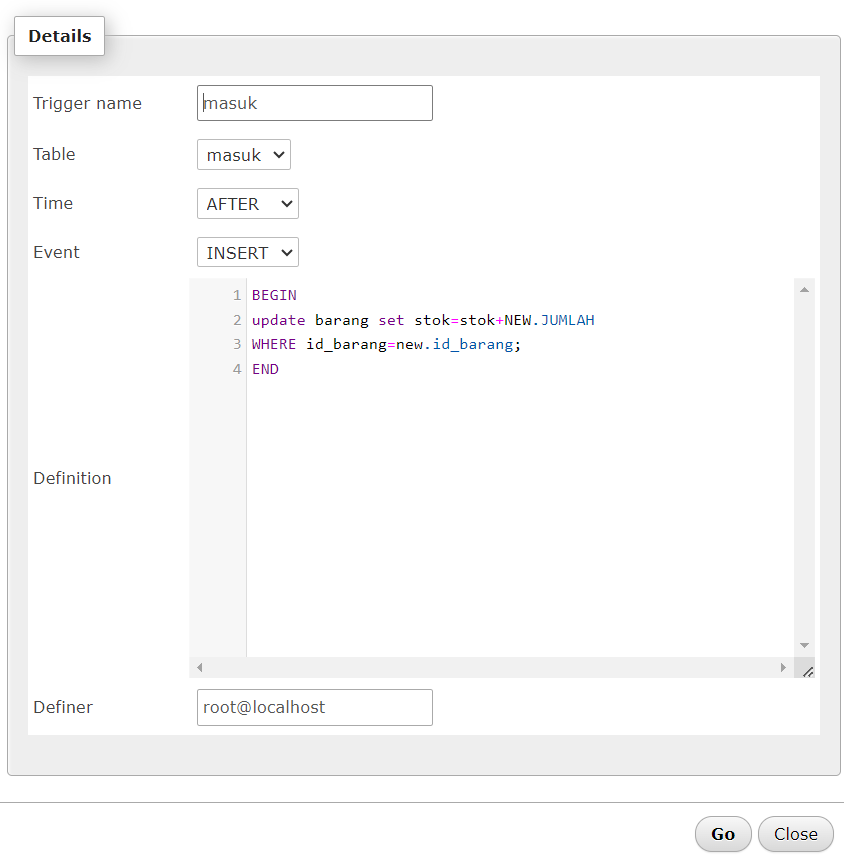 Details
Trigger name masuk
Table masuk
Time AFTER
Event INSERT
1 BEGIN
2 update barang set stok=stok+NEW.JUMLAH
3 WHERE id_barang=new.id_barang;
4 END
Definition
Definer root@localhost
Go Close